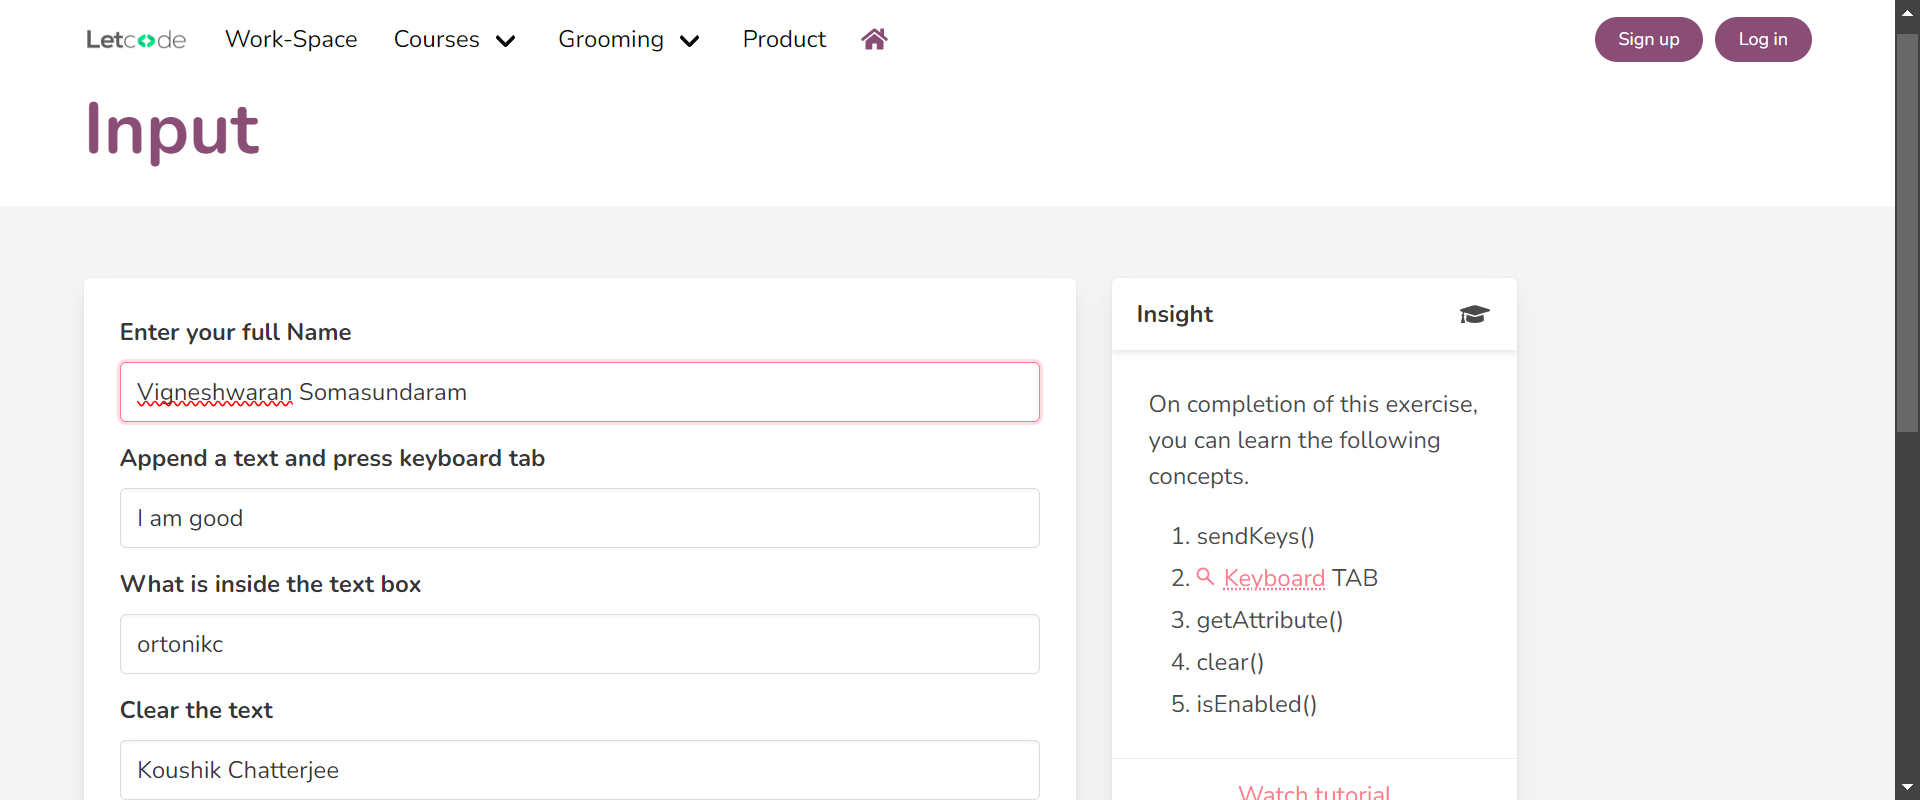 Letcode Work-Space Courses Grooming Product Sign up Log in
Input
Enter your full Name
Vigneshwaran Somasundaram
Append a text and press keyboard tab
I am good
What is inside the text box
ortonikc
Clear the text
Koushik Chatterjee
Insight
On completion of this exercise,
you can learn the following
concepts.
1. sendKeys()
2. Keyboard TAB
3. getAttribute()
4. clear()
5. isEnabled()
Watch tutorial